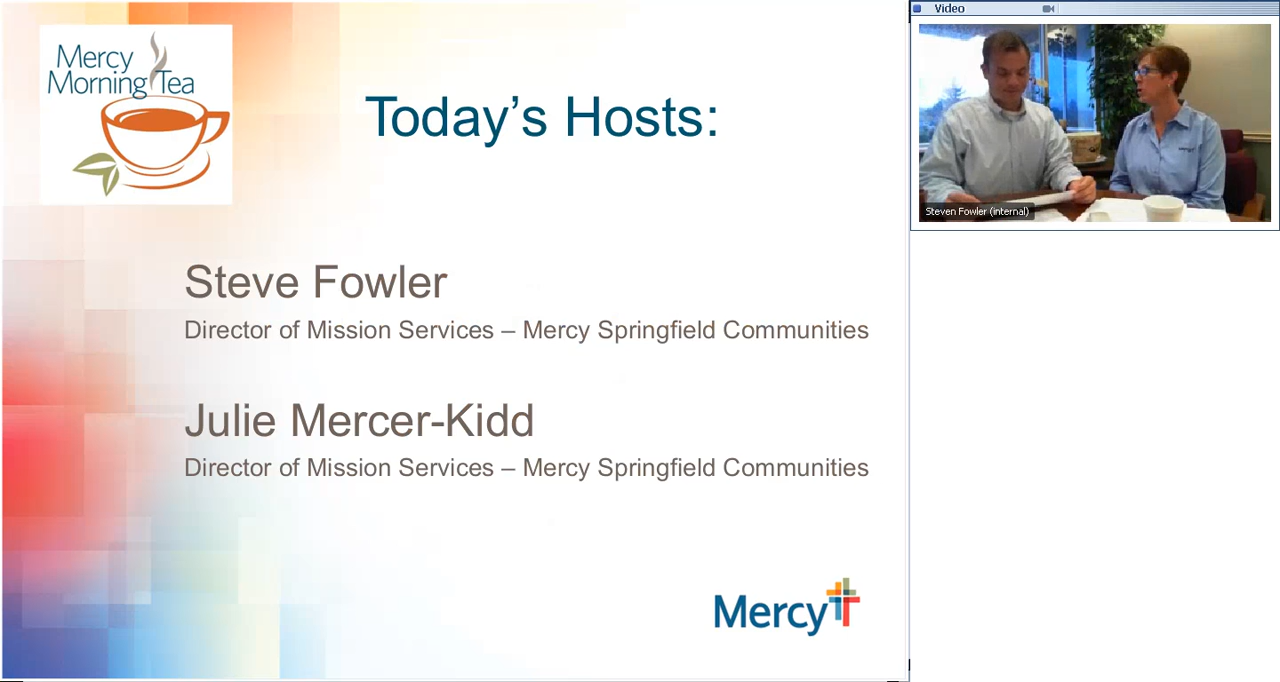 Mercy
Morning Tea
Today's Hosts:
Steve Fowler
Director of Mission Services – Mercy Springfield Communities
Julie Mercer-Kidd
Director of Mission Services – Mercy Springfield Communities
Mercy
Video
Steven Fowler (internal)